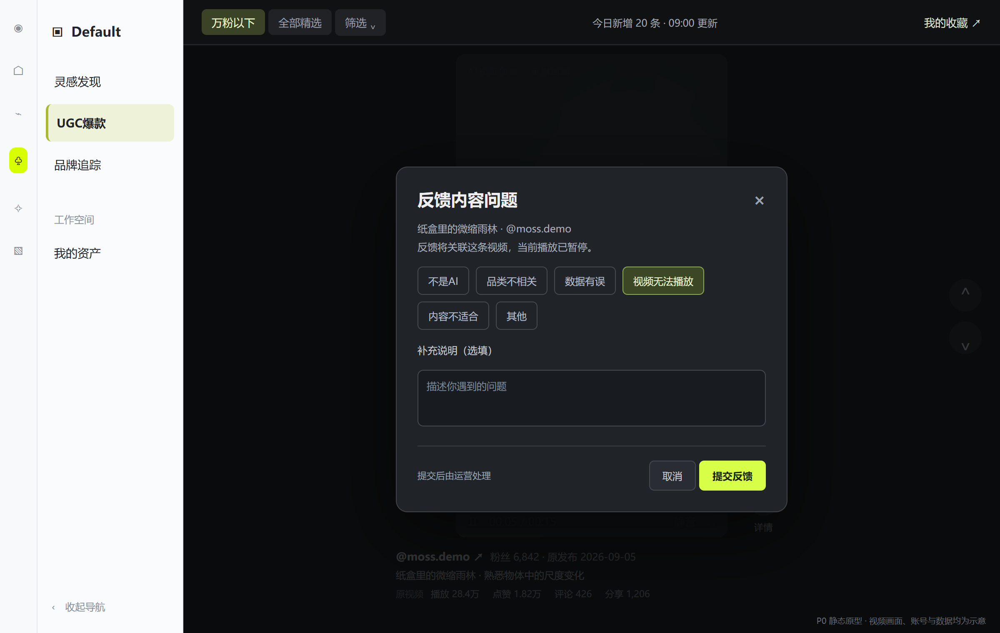 Default
灵感发现
UGC爆款
品牌追踪
工作空间
我的资产
收起导航
万粉以下
全部精选
筛选
今日新增 20 条 · 09:00 更新
我的收藏 ↗
反馈内容问题
纸盒里的微缩雨林 · @moss.demo
反馈将关联这条视频，当前播放已暂停。
不是AI
品类不相关
数据有误
视频无法播放
内容不适合
其他
补充说明（选填）
描述你遇到的问题
提交后由运营处理
取消
提交反馈
00:05 / 00:15
详情
@moss.demo ↗ 粉丝 6,842 · 原发布 2026-09-05
纸盒里的微缩雨林 · 熟悉物体中的尺度变化
原视频 播放 28.4万 点赞 1.82万 评论 426 分享 1,206
P0 静态原型 · 视频画面、账号与数据均为示意